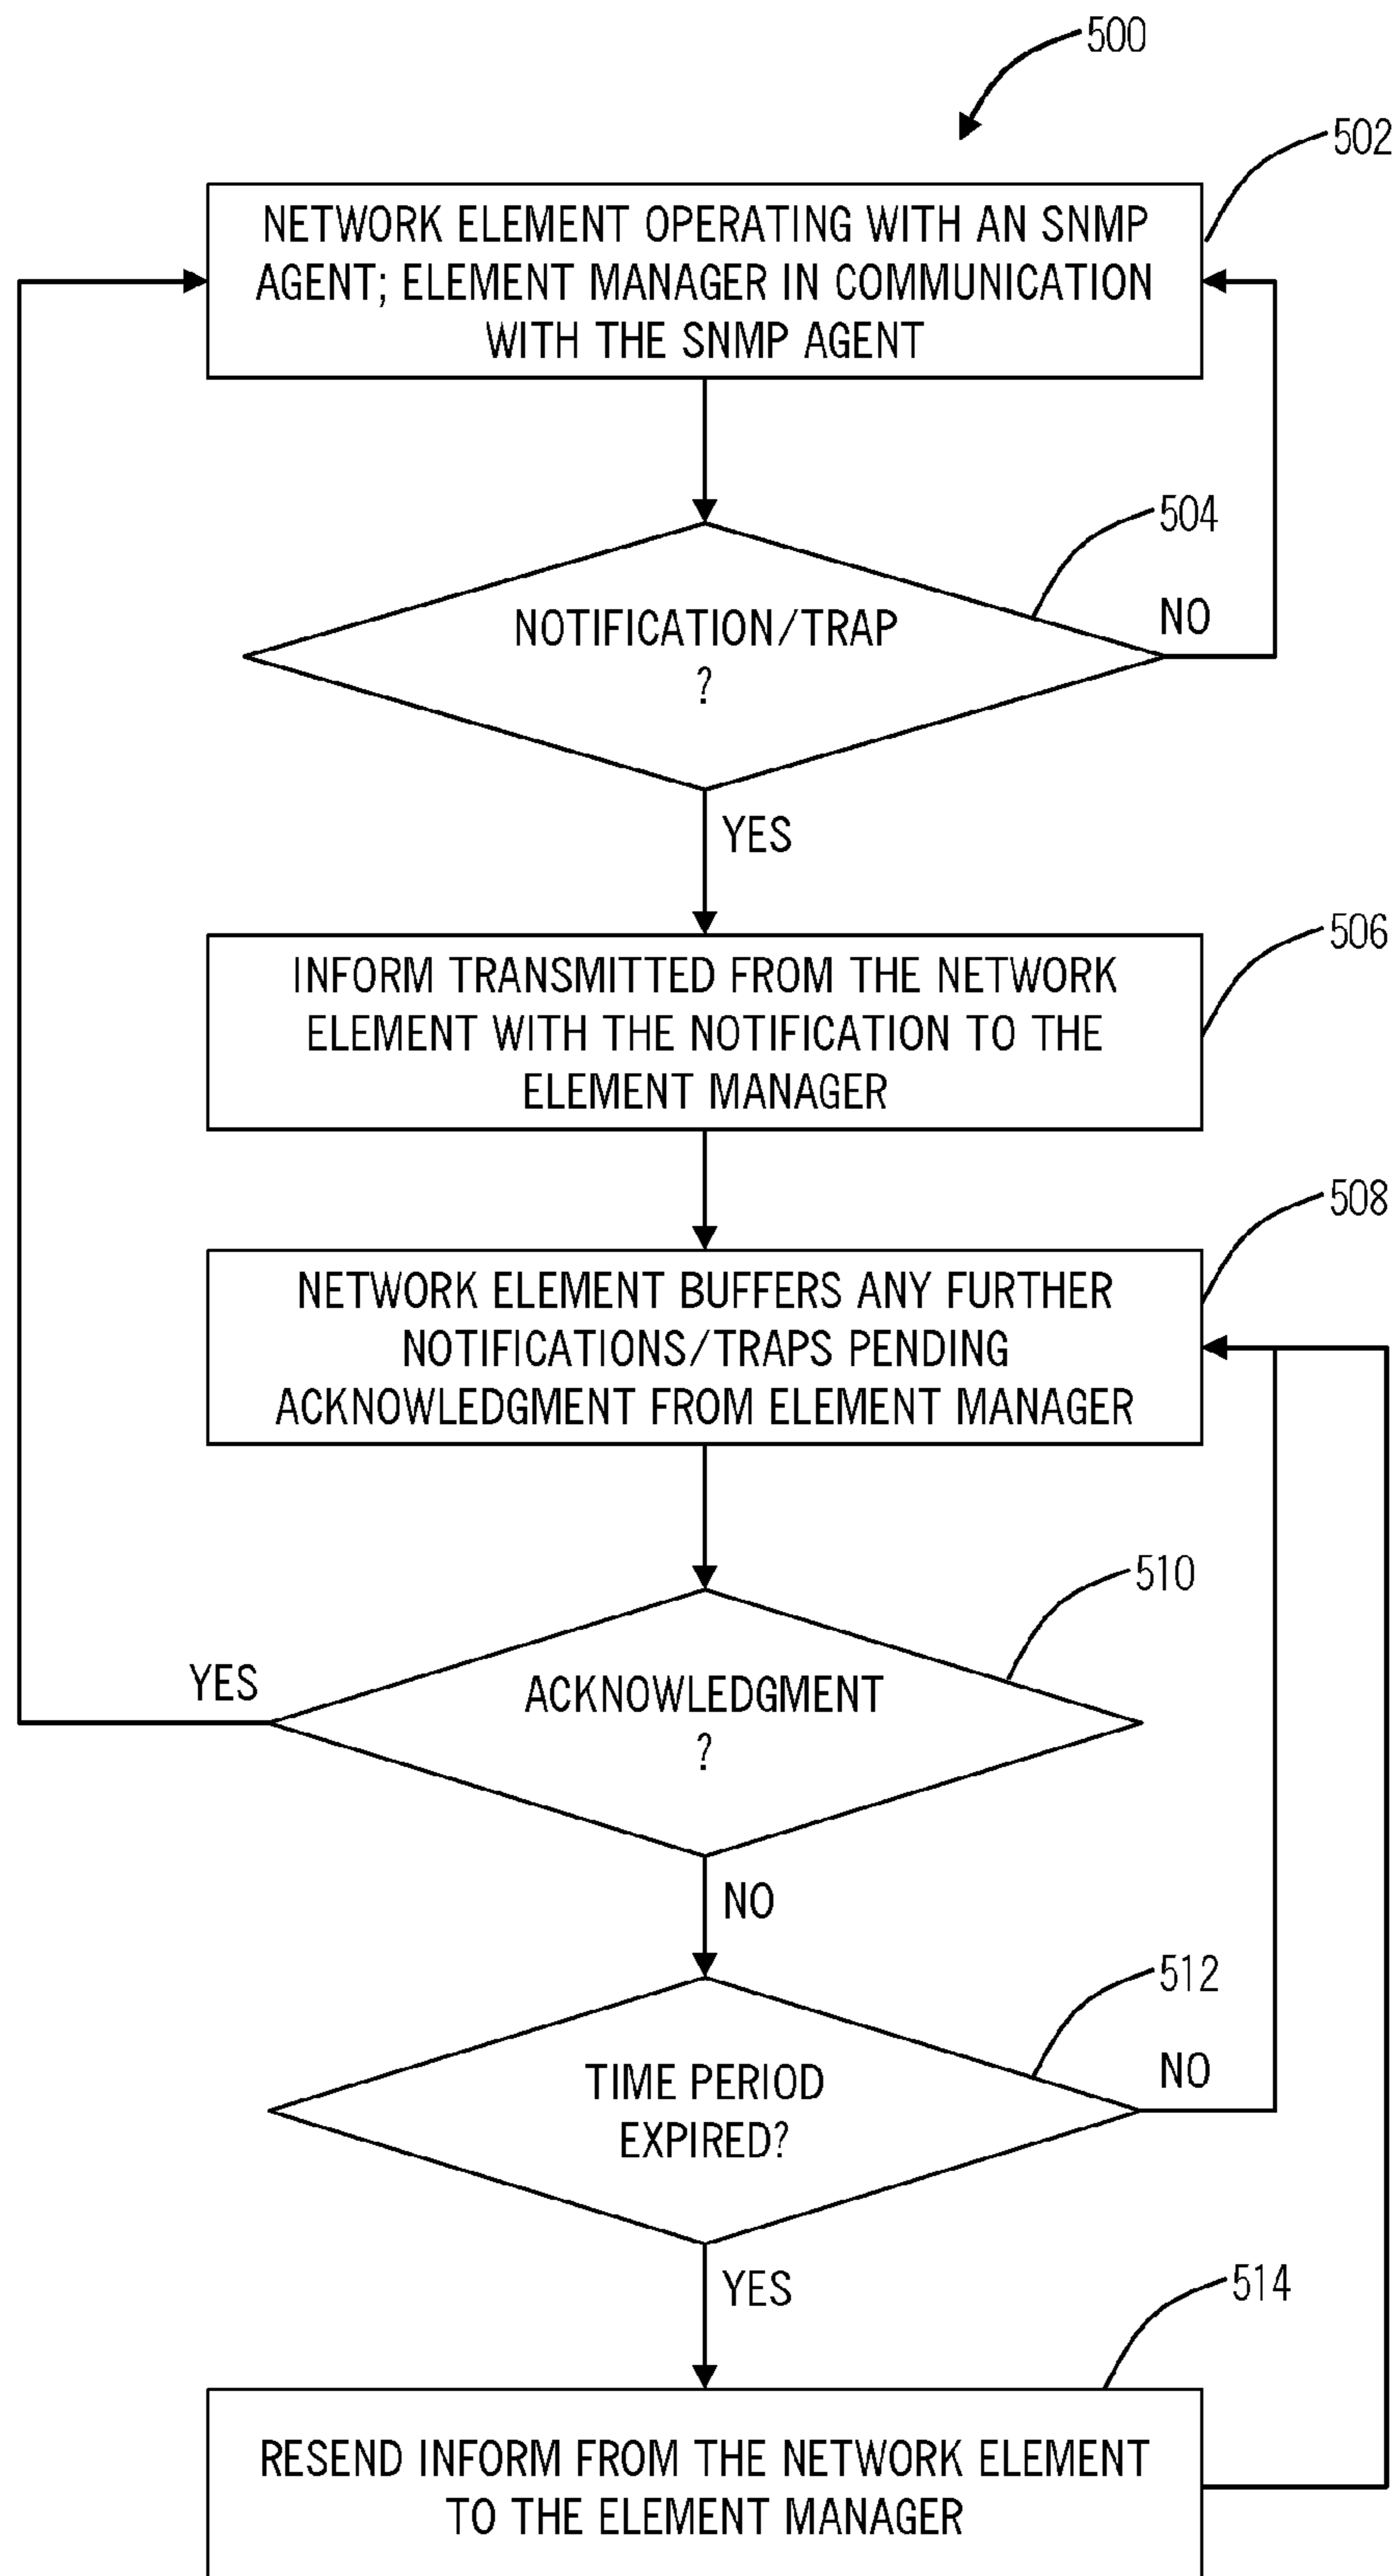 500
502
NETWORK ELEMENT OPERATING WITH AN SNMP
AGENT; ELEMENT MANAGER IN COMMUNICATION
WITH THE SNMP AGENT
504
NOTIFICATION/TRAP
?
NO
YES
506
INFORM TRANSMITTED FROM THE NETWORK
ELEMENT WITH THE NOTIFICATION TO THE
ELEMENT MANAGER
508
NETWORK ELEMENT BUFFERS ANY FURTHER
NOTIFICATIONS/TRAPS PENDING
ACKNOWLEDGMENT FROM ELEMENT MANAGER
510
YES
ACKNOWLEDGMENT
?
NO
512
TIME PERIOD
EXPIRED?
NO
YES
514
RESEND INFORM FROM THE NETWORK ELEMENT
TO THE ELEMENT MANAGER